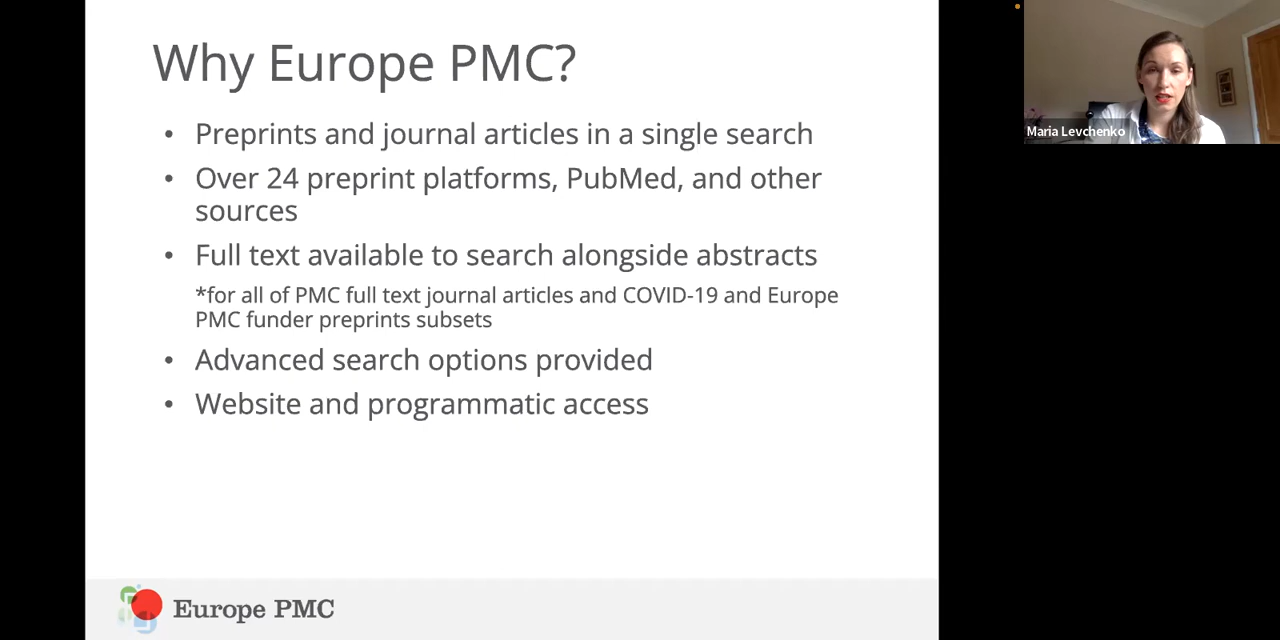 Why Europe PMC?
• Preprints and journal articles in a single search
• Over 24 preprint platforms, PubMed, and other
sources
• Full text available to search alongside abstracts
*for all of PMC full text journal articles and COVID-19 and Europe
PMC funder preprints subsets
• Advanced search options provided
• Website and programmatic access
Europe PMC
Maria Levchenko